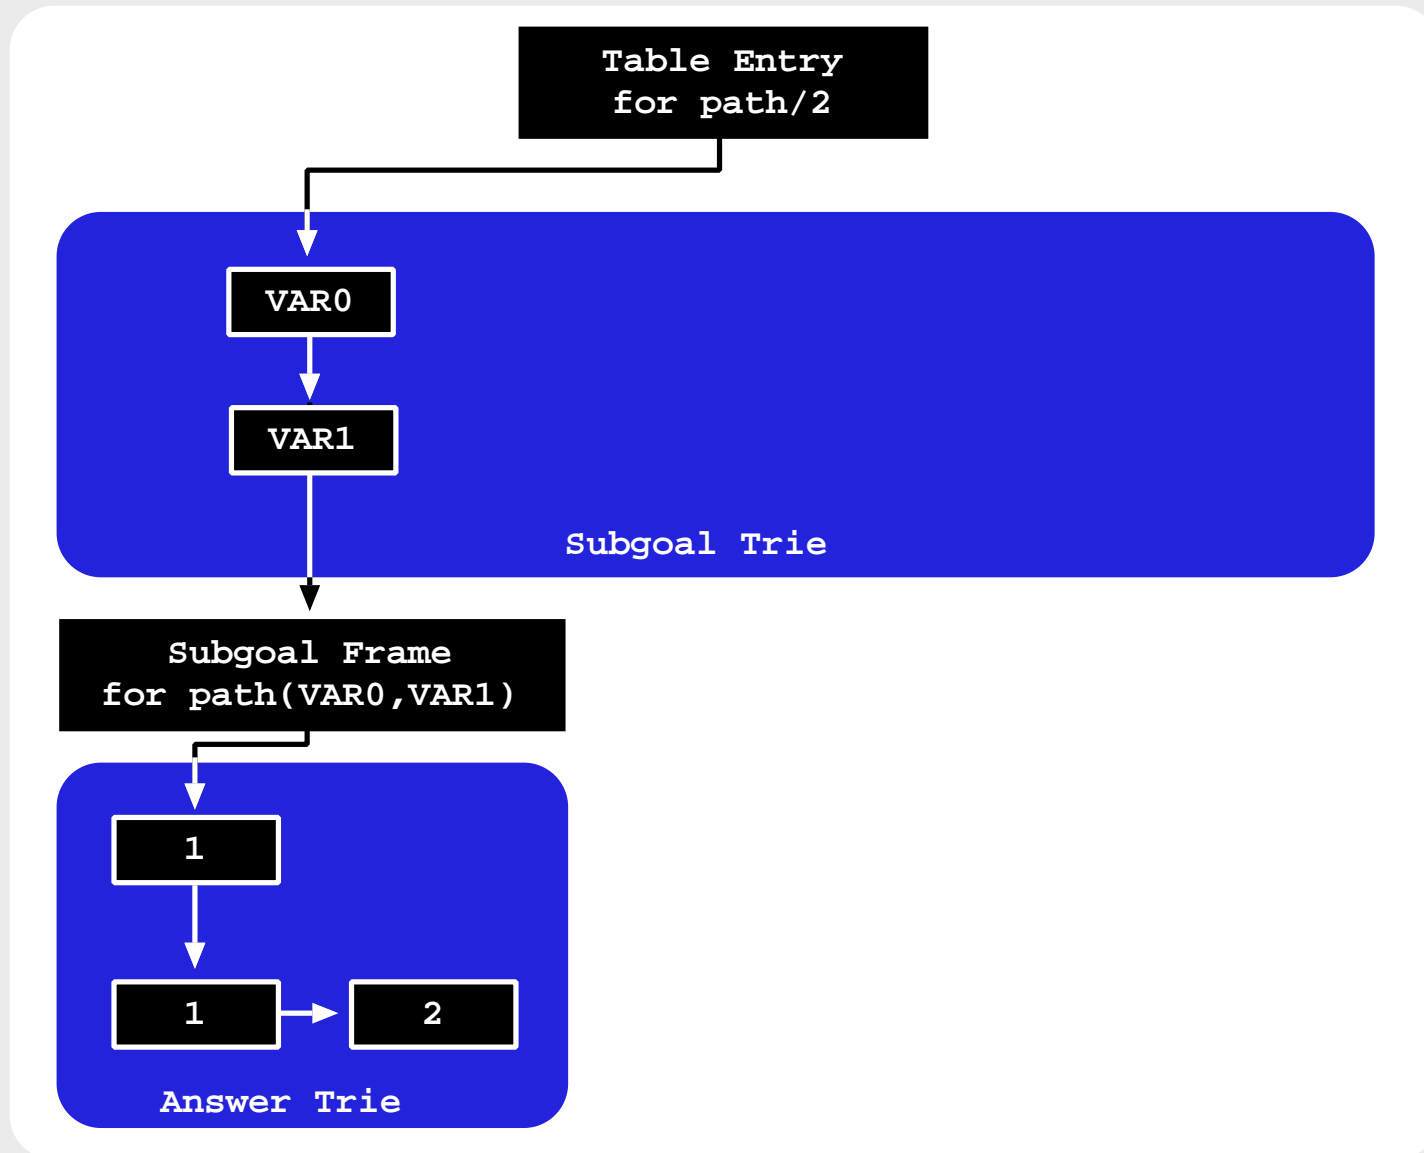 Table Entry
for path/2
VAR0
VAR1
Subgoal Trie
Subgoal Frame
for path(VAR0,VAR1)
1
1
2
Answer Trie